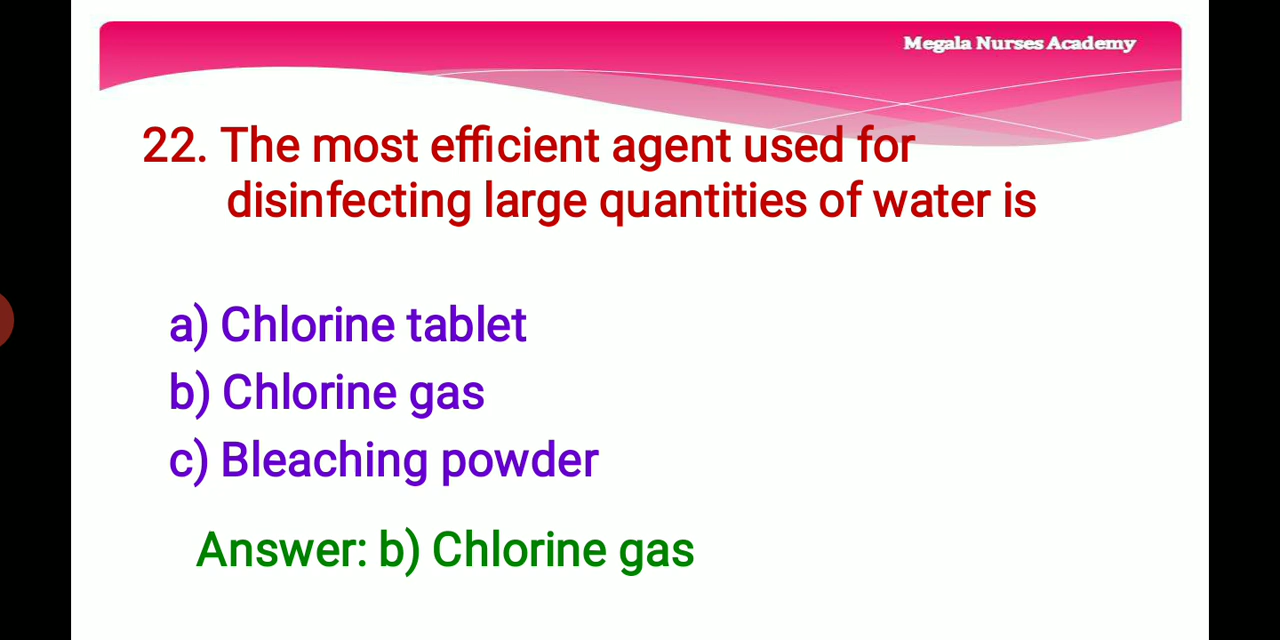 Megala Nurses Academy
22. The most efficient agent used for
disinfecting large quantities of water is
a) Chlorine tablet
b) Chlorine gas
c) Bleaching powder
Answer: b) Chlorine gas